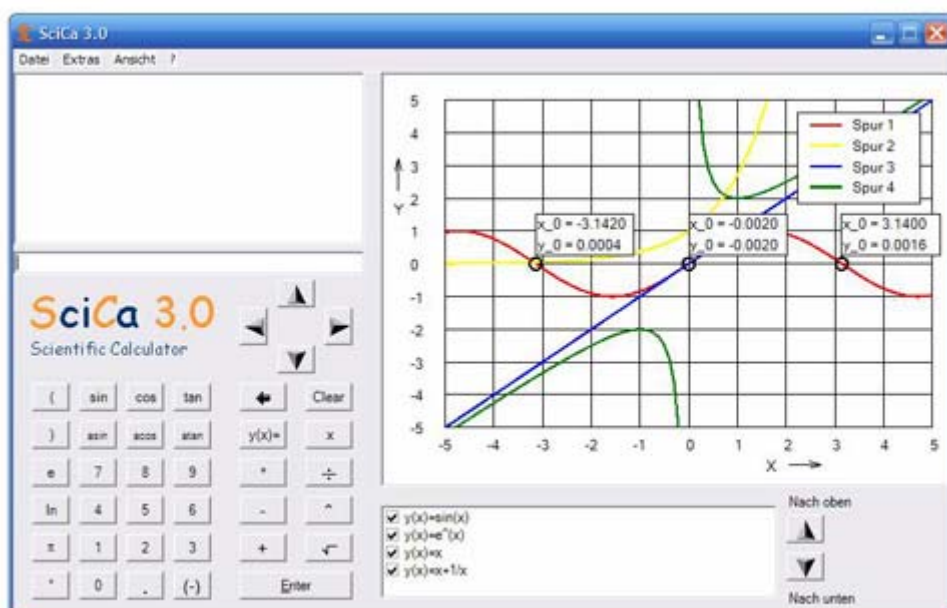 SciCa 3.0
Datei Extras Ansicht ?
5
4
3
2
1
0
-1
-2
-3
-4
-5
Y
-5 -4 -3 -2 -1 0 1 2 3 4 5
X
Spur 1
Spur 2
Spur 3
Spur 4
x_0 = -3.1420
y_0 = 0.0004
x_0 = -0.0020
y_0 = -0.0020
x_0 = 3.1400
y_0 = 0.0016
SciCa 3.0
Scientific Calculator
( sin cos tan Clear
) asin acos atan y(x)= x
e 7 8 9 * ÷
ln 4 5 6 - ^
π 1 2 3 + √
° 0 . (-) Enter
y(x)=sin(x)
y(x)=e^(x)
y(x)=x
y(x)=x+1/x
Nach oben
Nach unten